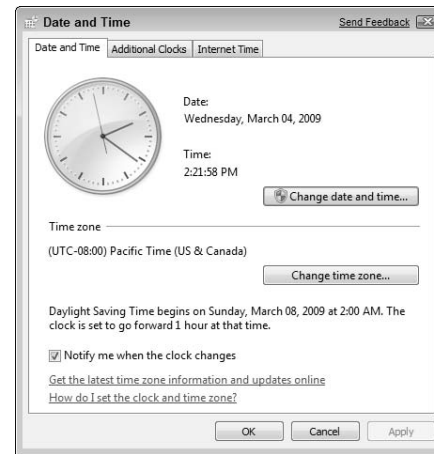 Date and Time
Send Feedback
Date and Time
Additional Clocks
Internet Time
Date:
Wednesday, March 04, 2009
Time:
2:21:58 PM
Change date and time...
Time zone
(UTC-08:00) Pacific Time (US & Canada)
Change time zone...
Daylight Saving Time begins on Sunday, March 08, 2009 at 2:00 AM. The
clock is set to go forward 1 hour at that time.
Notify me when the clock changes
Get the latest time zone information and updates online
How do I set the clock and time zone?
OK
Cancel
Apply